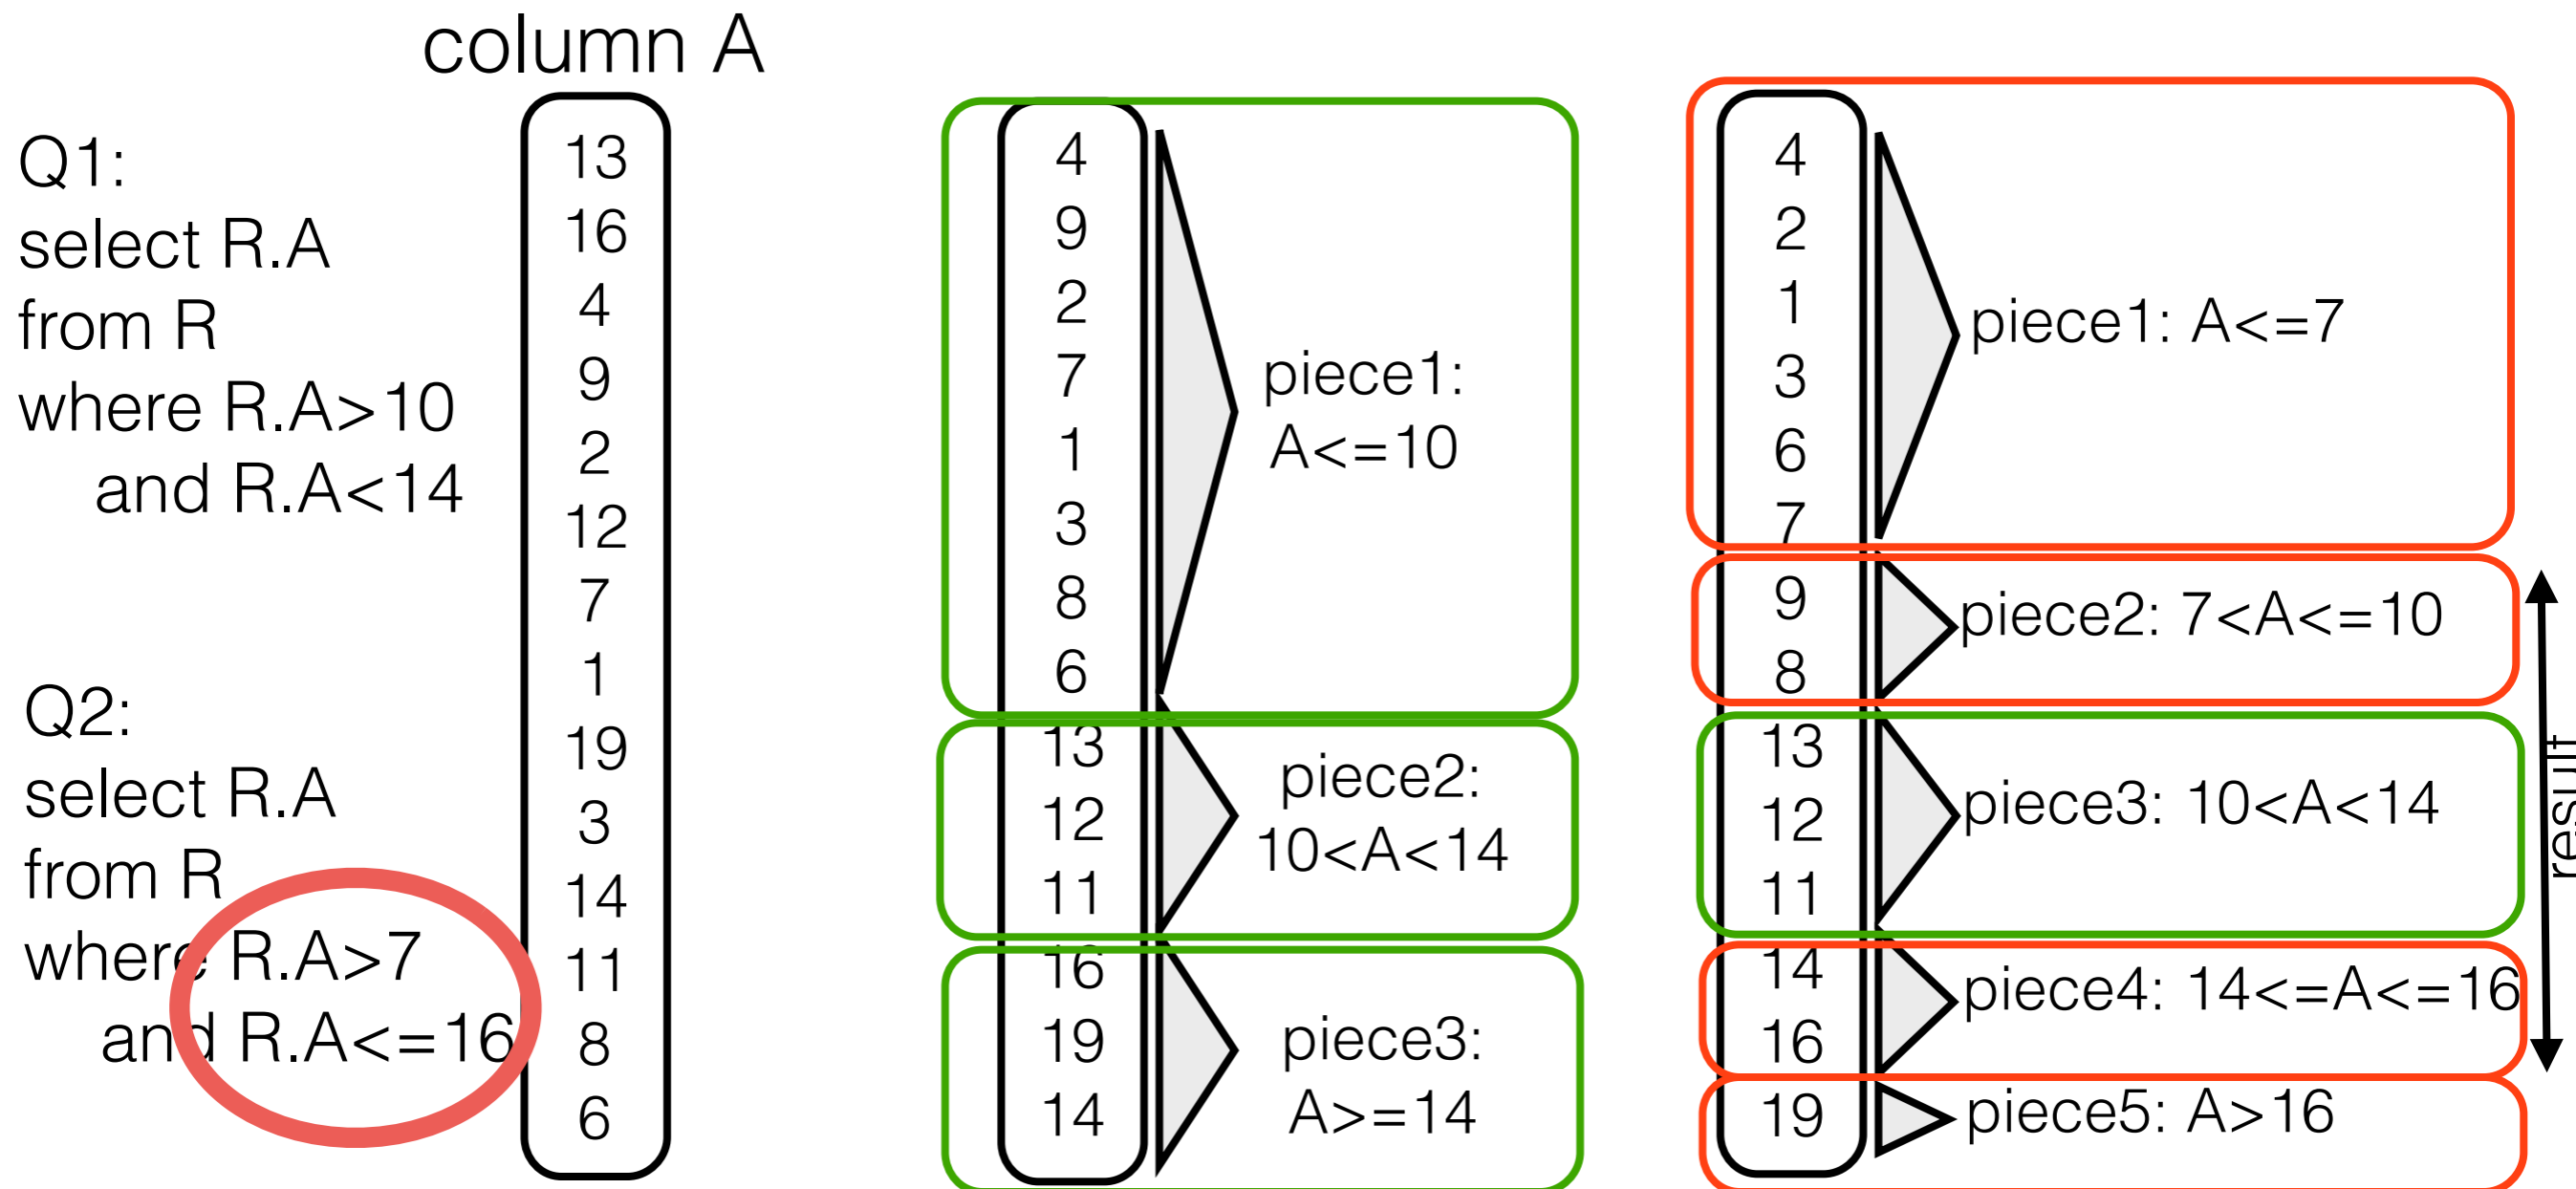 column A
Q1:
select R.A
from R
where R.A>10
and R.A<14
Q2:
select R.A
from R
where R.A>7
and R.A<=16
13
16
4
9
2
12
7
1
19
3
14
11
8
6
4
9
2
7
1
3
8
6
13
12
11
16
19
14
piece1:
A<=10
piece2:
10<A<14
piece3:
A>=14
4
2
1
3
6
7
9
8
13
12
11
14
16
19
piece1: A<=7
piece2: 7<A<=10
piece3: 10<A<14
piece4: 14<=A<=16
piece5: A>16
result